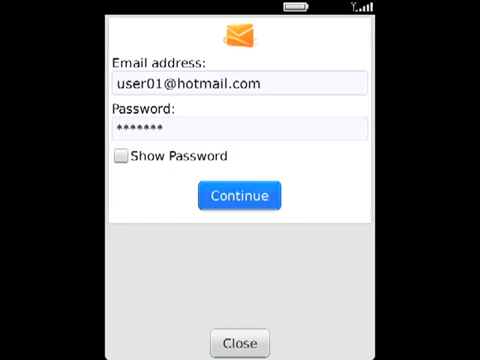 Email address:
user01@hotmail.com
Password:
*******
Show Password
Continue
Close